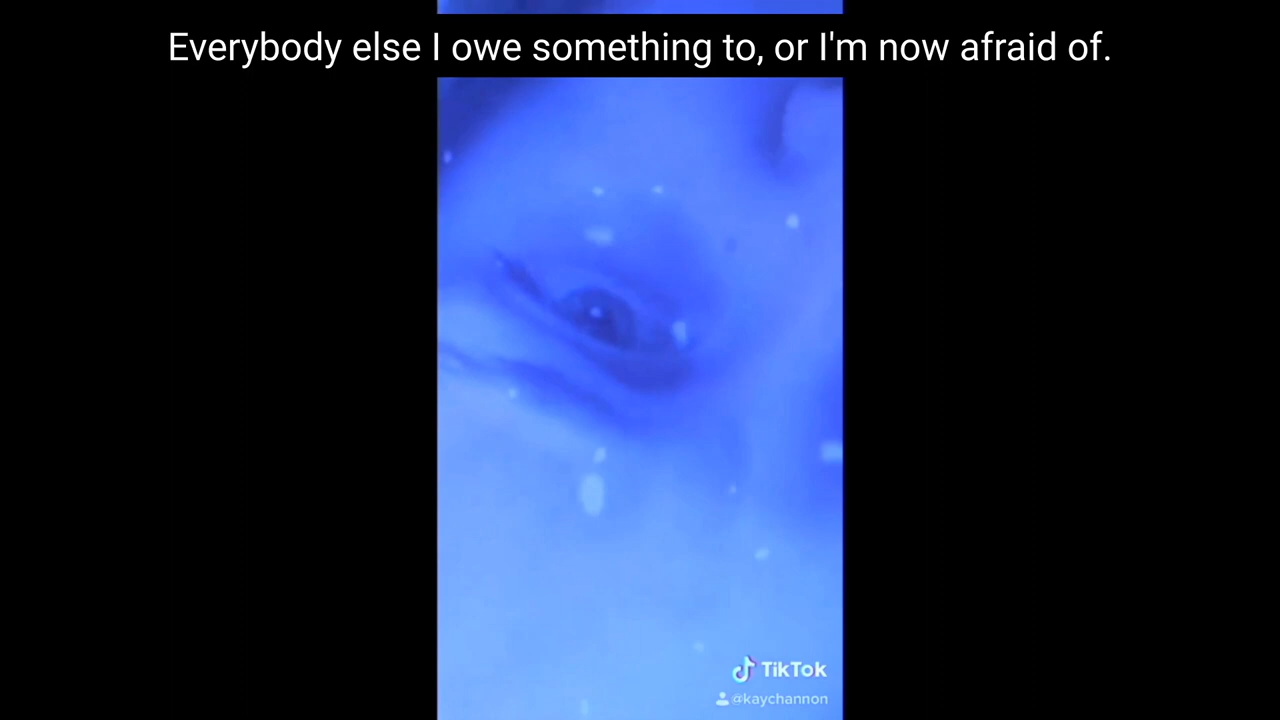 Everybody else I owe something to, or I'm now afraid of.
TikTok
@kaychannon